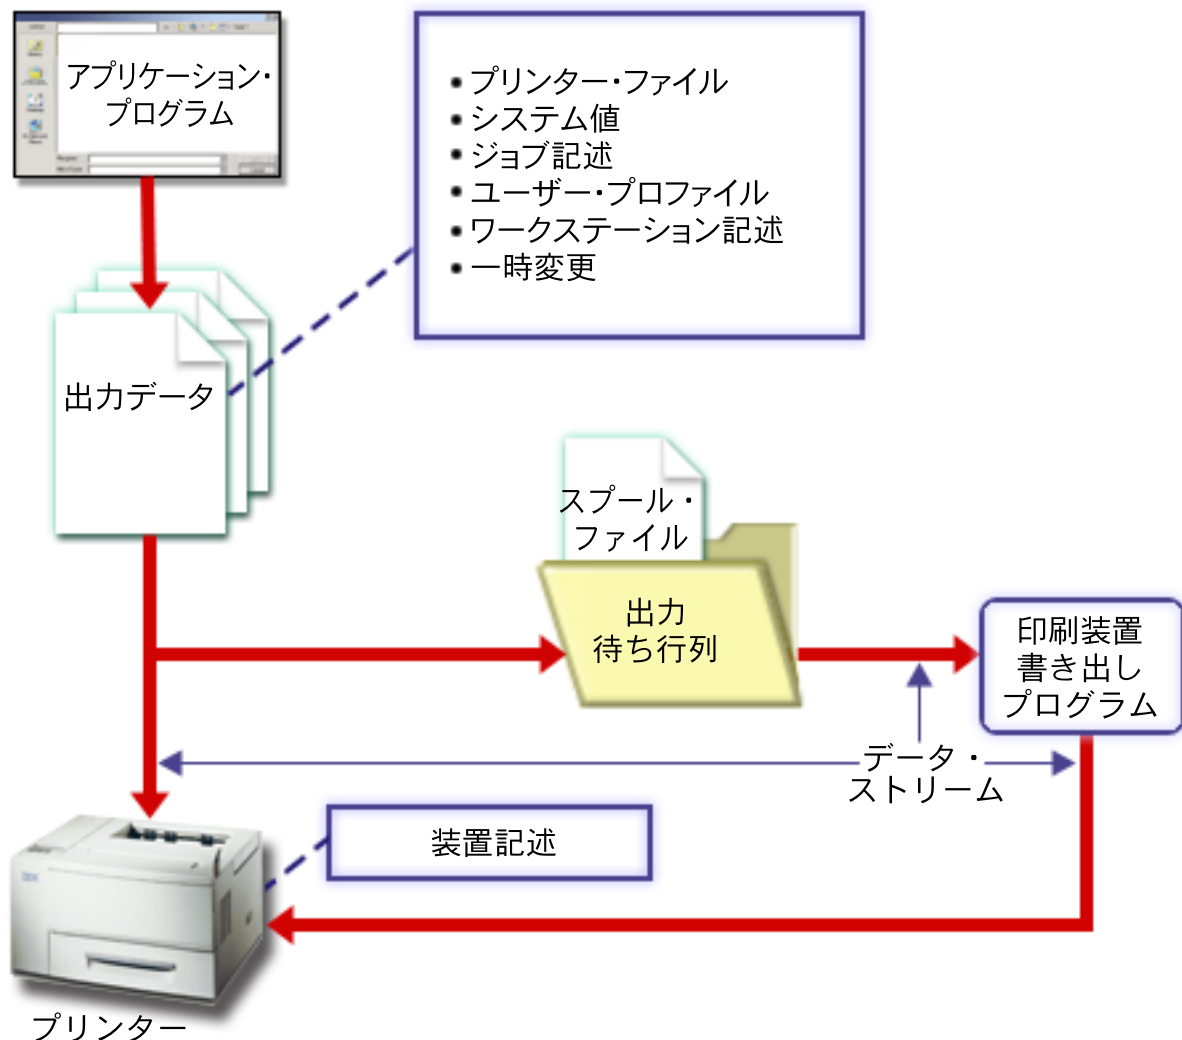 アプリケーション・
プログラム
• プリンター・ファイル
• システム値
• ジョブ記述
• ユーザー・プロファイル
• ワークステーション記述
• 一時変更
出力データ
スプール・
ファイル
出力
待ち行列
印刷装置
書き出し
プログラム
データ・
ストリーム
装置記述
IBM
プリンター